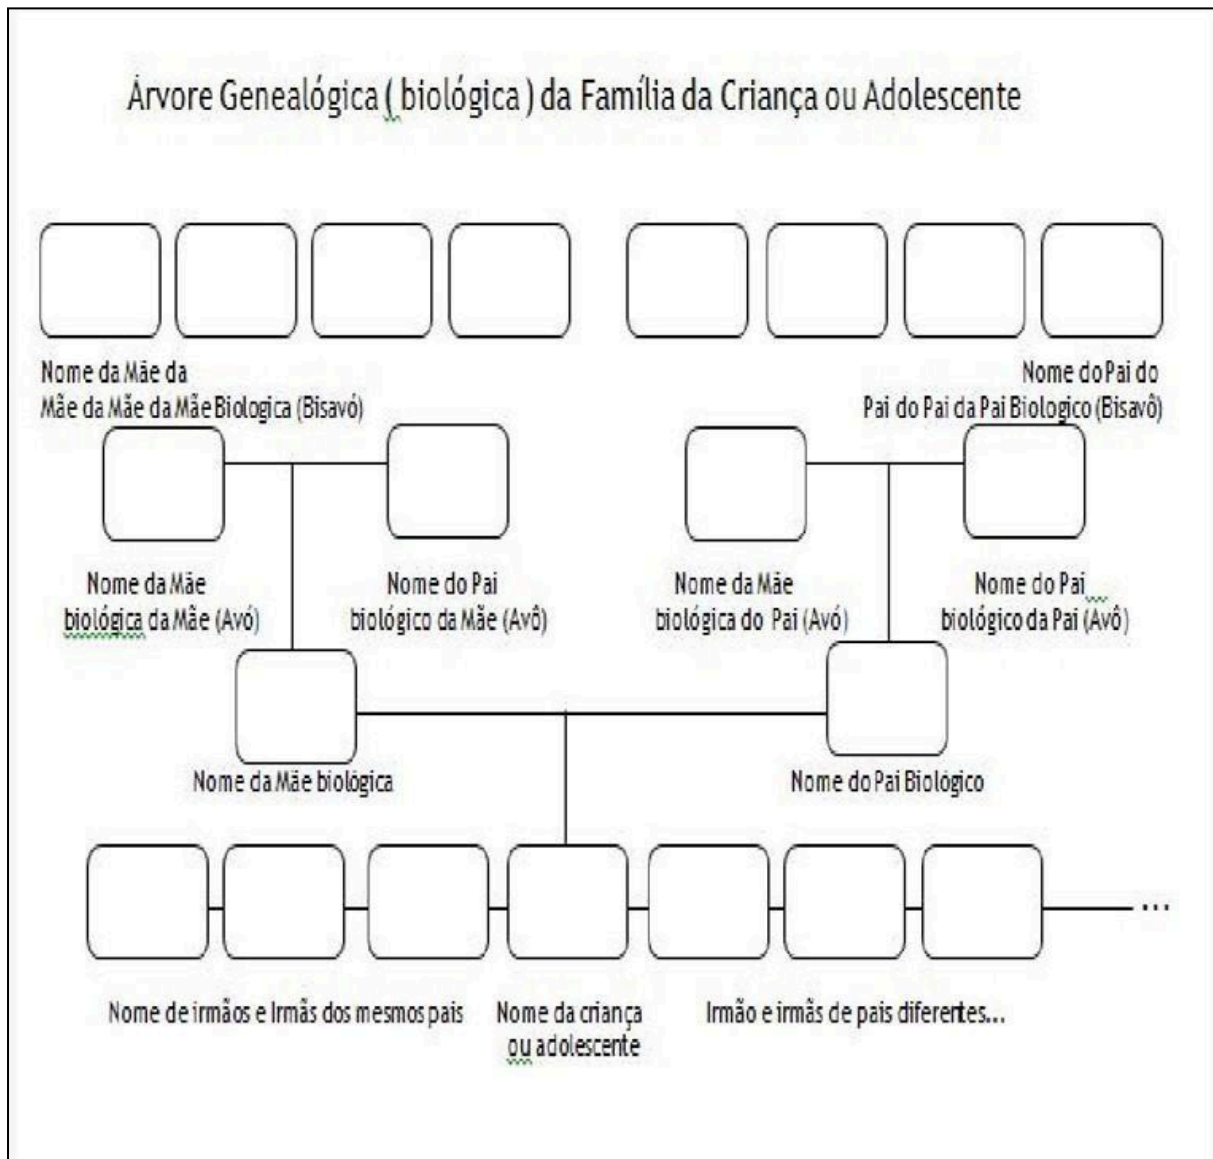 Árvore Genealógica ( biológica ) da Família da Criança ou Adolescente
Nome da Mãe da
Mãe da Mãe da Mãe Biologica (Bisavó)
Nome do Pai do
Pai do Pai da Pai Biologico (Bisavô)
Nome da Mãe
biológica da Mãe (Avó)
Nome do Pai
biológico da Mãe (Avô)
Nome da Mãe
biológica do Pai (Avó)
Nome do Pai
biológico da Pai (Avô)
Nome da Mãe biológica
Nome do Pai Biológico
...
Nome de irmãos e Irmãs dos mesmos pais
Nome da criança
ou adolescente
Irmão e irmãs de pais diferentes...